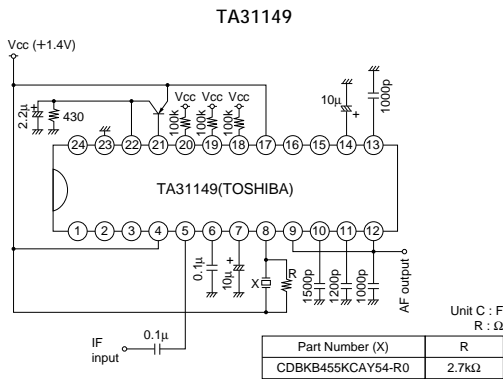 TA31149
Vcc (+1.4V)
2.2μ
+
430
Vcc Vcc Vcc
100k 100k 100k
10μ
+
1000p
24 23 22 21 20 19 18 17 16 15 14 13
TA31149(TOSHIBA)
1 2 3 4 5 6 7 8 9 10 11 12
0.1μ
10μ
+
X
R
1500p
1200p
1000p
AF output
IF
input
0.1μ
Unit C : F
R : Ω
Part Number (X) R
CDBKB455KCAY54-R0 2.7kΩ